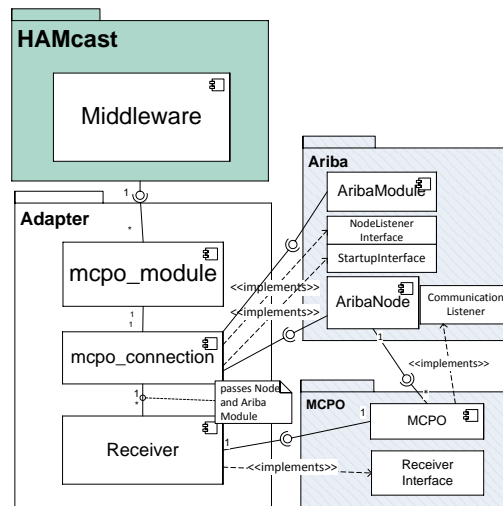 HAMcast
Middleware
1
*
Adapter
mcpo_module
1
1
mcpo_connection
1
*
passes Node
and Ariba
Module
Receiver
Ariba
AribaModule
NodeListener
Interface
StartupInterface
<<implements>>
AribaNode
Communication
Listener
1
<<implements>>
*
MCPO
1
MCPO
1
<<implements>>
Receiver
Interface